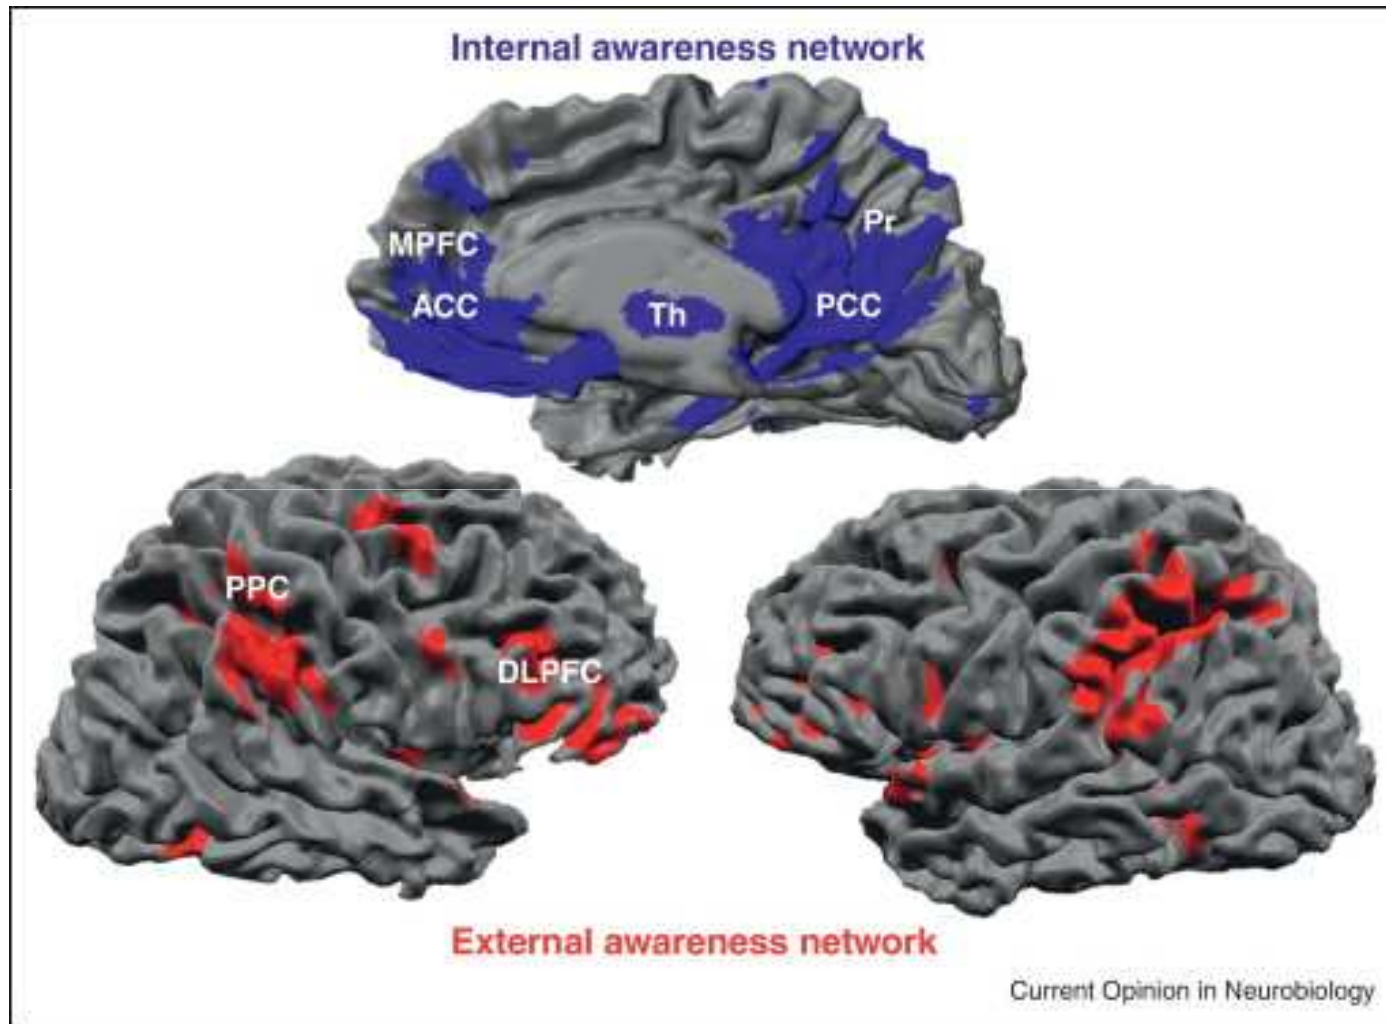 Internal awareness network
Pr
MPFC
ACC
Th
PCC
PPC
DLPFC
External awareness network
Current Opinion in Neurobiology